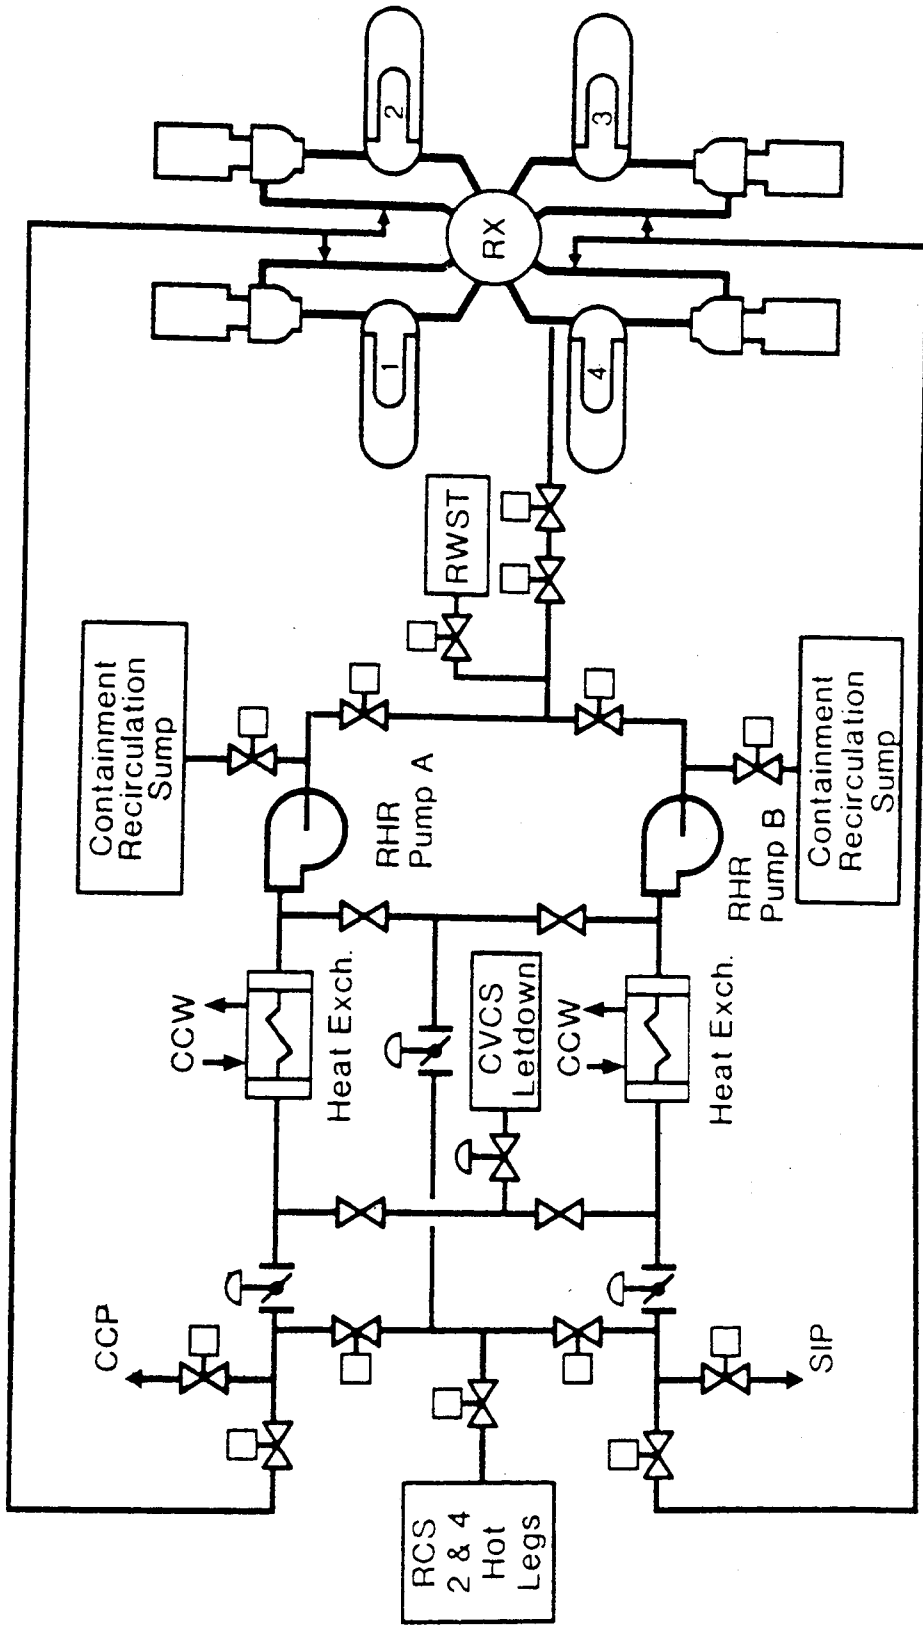 2
3
RX
1
4
RWST
Containment
Recirculation
Sump
RHR
Pump A
RHR
Pump B
Containment
Recirculation
Sump
CCW
Heat Exch.
CVCS
Letdown
CCW
Heat Exch.
CCP
SIP
RCS
2 & 4
Hot
Legs